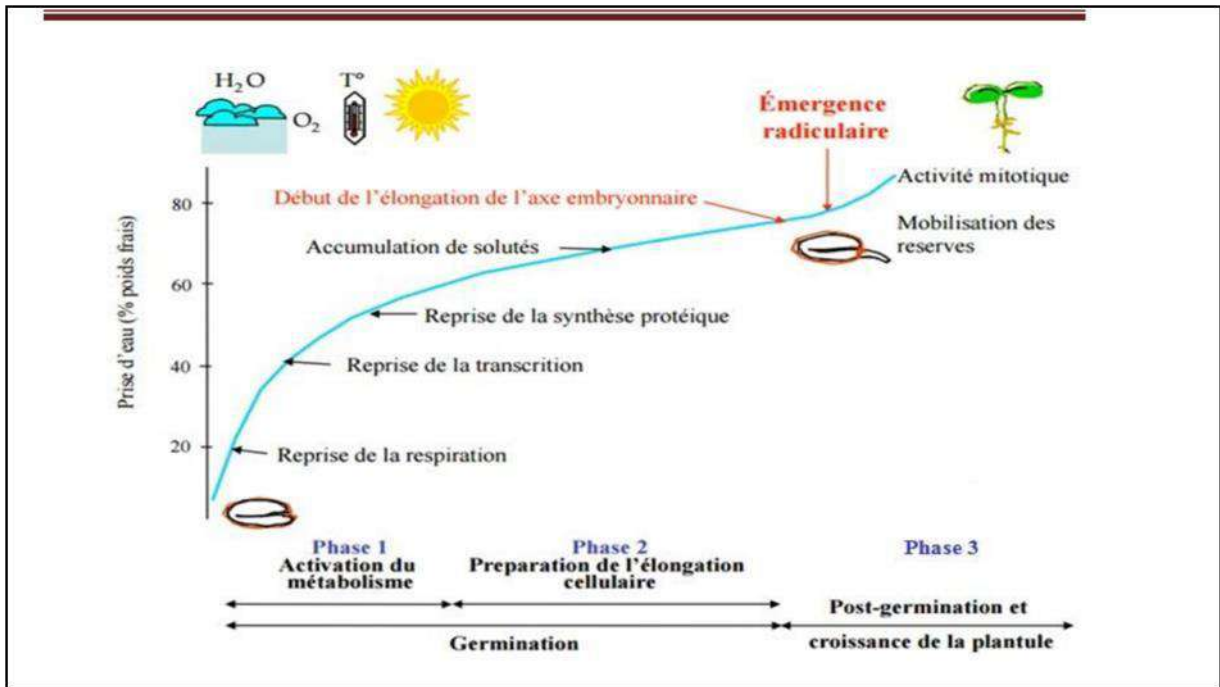 H₂O
O₂
T°
Émergence
radiculaire
Activité mitotique
Début de l'élongation de l'axe embryonnaire
Mobilisation des
reserves
Accumulation de solutés
Reprise de la synthèse protéique
Reprise de la transcrition
Reprise de la respiration
Prise d'eau (% poids frais)
80
60
40
20
Phase 1
Activation du
métabolisme
Phase 2
Preparation de l'élongation
cellulaire
Phase 3
Germination
Post-germination et
croissance de la plantule